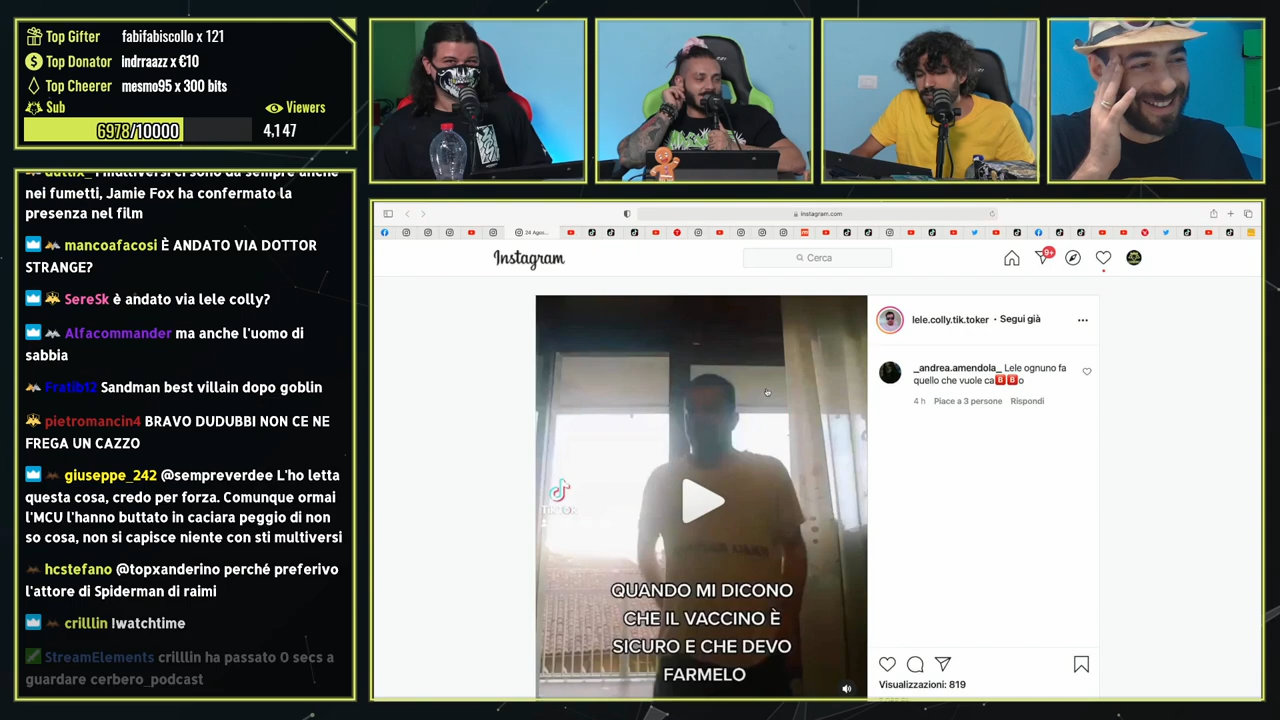 Top Gifter fabifabiscollo x 121
Top Donator indrraazz x €10
Top Cheerer mesmo95 x 300 bits
Sub Viewers
6978/10000 4,147
nei fumetti, Jamie Fox ha confermato la
presenza nel film
mancoafacosi È ANDATO VIA DOTTOR
STRANGE?
SereSk è andato via lele colly?
Alfacommander ma anche l'uomo di
sabbia
Fratib12 Sandman best villain dopo goblin
pietromancin4 BRAVO DUDUBBI NON CE NE
FREGA UN CAZZO
giuseppe_242 @sempreverdee L'ho letta
questa cosa, credo per forza. Comunque ormai
l'MCU l'hanno buttato in caciara peggio di non
so cosa, non si capisce niente con sti multiversi
hcstefano @topxanderino perché preferivo
l'attore di Spiderman di raimi
crilllin !watchtime
StreamElements crilllin ha passato 0 secs a
guardare cerbero_podcast
instagram.com
24 Agos...
Instagram
Cerca
9+
TikTok
QUANDO MI DICONO
CHE IL VACCINO È
SICURO E CHE DEVO
FARMELO
lele.colly.tik.toker • Segui già
_andrea.amendola_ Lele ognuno fa
quello che vuole ca🅱️🅱️o
4 h Piace a 3 persone Rispondi
Visualizzazioni: 819